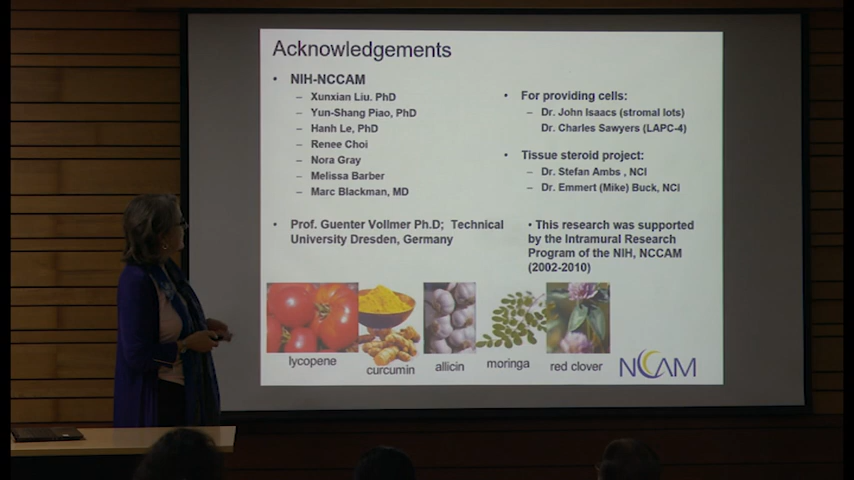 Acknowledgements
• NIH-NCCAM
– Xunxian Liu. PhD
– Yun-Shang Piao, PhD
– Hanh Le, PhD
– Renee Choi
– Nora Gray
– Melissa Barber
– Marc Blackman, MD
• Prof. Guenter Vollmer Ph.D; Technical
University Dresden, Germany
• For providing cells:
– Dr. John Isaacs (stromal lots)
Dr. Charles Sawyers (LAPC-4)
• Tissue steroid project:
– Dr. Stefan Ambs , NCI
– Dr. Emmert (Mike) Buck, NCI
• This research was supported
by the Intramural Research
Program of the NIH, NCCAM
(2002-2010)
lycopene
curcumin
allicin
moringa
red clover
NCCAM